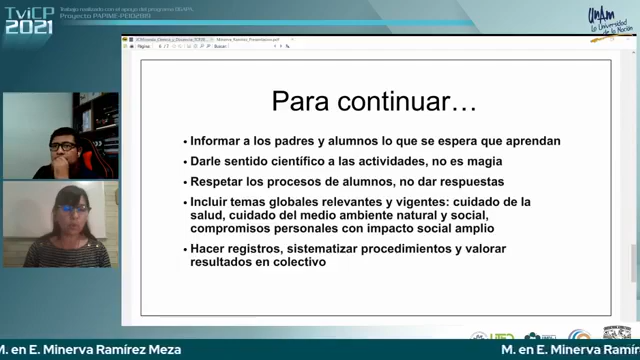 TviCP
2021
Trabajo realizado con el apoyo del programa DGAPA,
Proyecto PAPIME-PE102019
UnAm
La Universidad
de la Nación
Para continuar…
• Informar a los padres y alumnos lo que se espera que aprendan
• Darle sentido científico a las actividades, no es magia
• Respetar los procesos de alumnos, no dar respuestas
• Incluir temas globales relevantes y vigentes: cuidado de la
salud, cuidado del medio ambiente natural y social,
compromisos personales con impacto social amplio
• Hacer registros, sistematizar procedimientos y valorar
resultados en colectivo
M. en E. Minerva Ramírez Meza
M. en E. Minerva Ramír